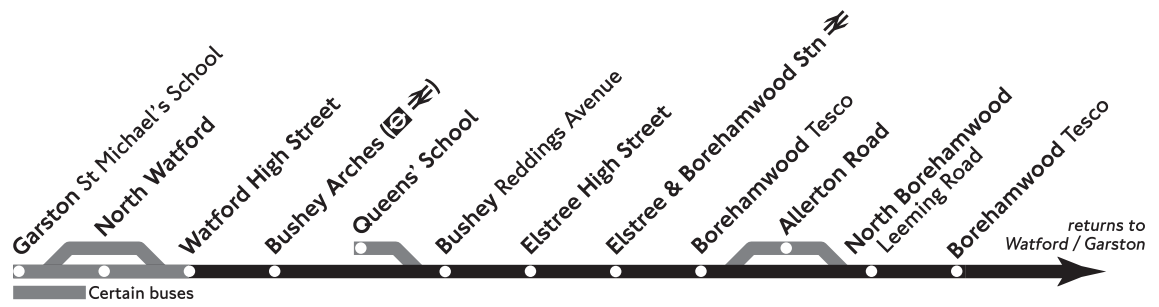 Garston St Michael's School
North Watford
Watford High Street
Bushey Arches ( )
Queens' School
Bushey Reddings Avenue
Elstree High Street
Elstree & Borehamwood Stn
Borehamwood Tesco
Allerton Road
North Borehamwood
Leeming Road
Borehamwood Tesco
returns to
Watford / Garston
Certain buses